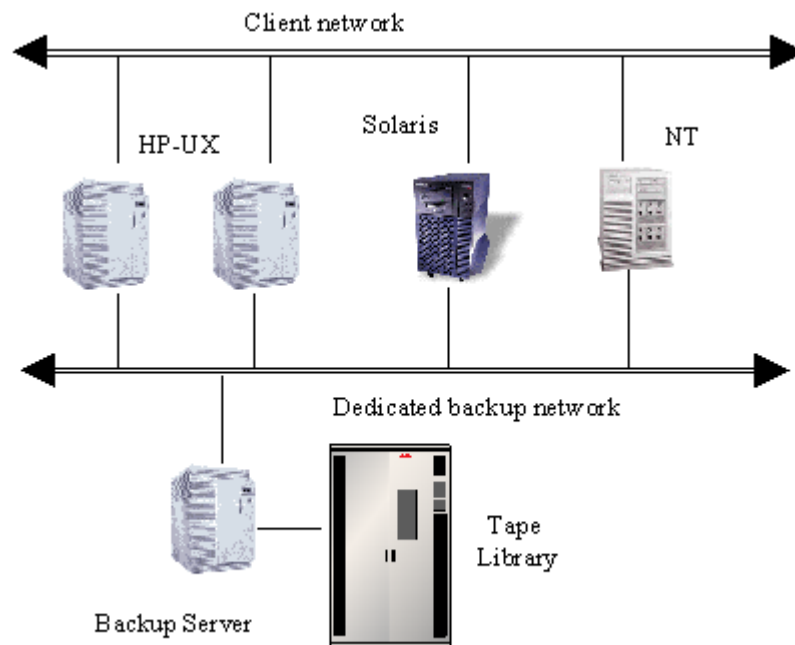 Client network
HP-UX
Solaris
NT
Dedicated backup network
Tape
Library
Backup Server